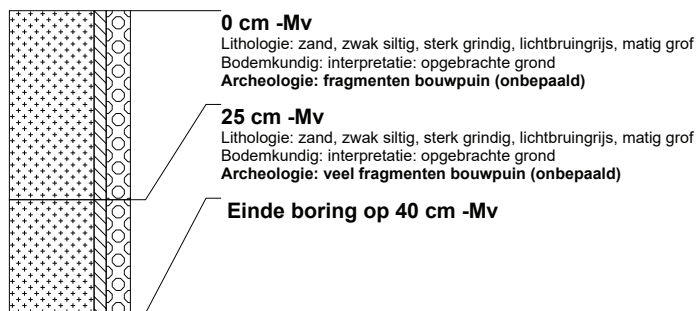 0 cm -Mv
Lithologie: zand, zwak siltig, sterk grindig, lichtbruingrijs, matig grof
Bodemkundig: interpretatie: opgebrachte grond
Archeologie: fragmenten bouwpuin (onbepaald)
25 cm -Mv
Lithologie: zand, zwak siltig, sterk grindig, lichtbruingrijs, matig grof
Bodemkundig: interpretatie: opgebrachte grond
Archeologie: veel fragmenten bouwpuin (onbepaald)
Einde boring op 40 cm -Mv